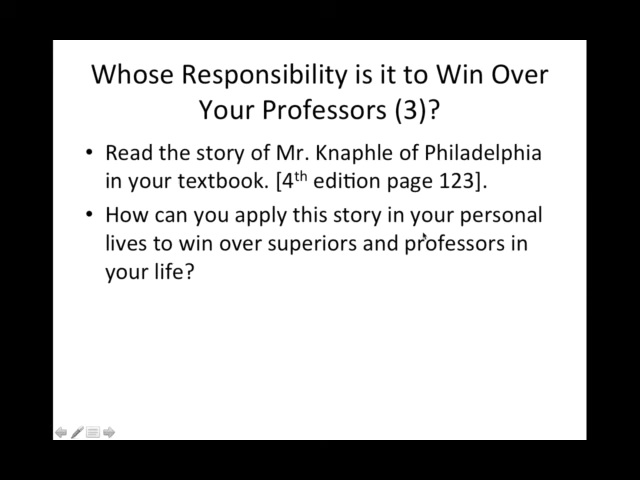 Whose Responsibility is it to Win Over
Your Professors (3)?
• Read the story of Mr. Knaphle of Philadelphia
in your textbook. [4th edition page 123].
• How can you apply this story in your personal
lives to win over superiors and professors in
your life?